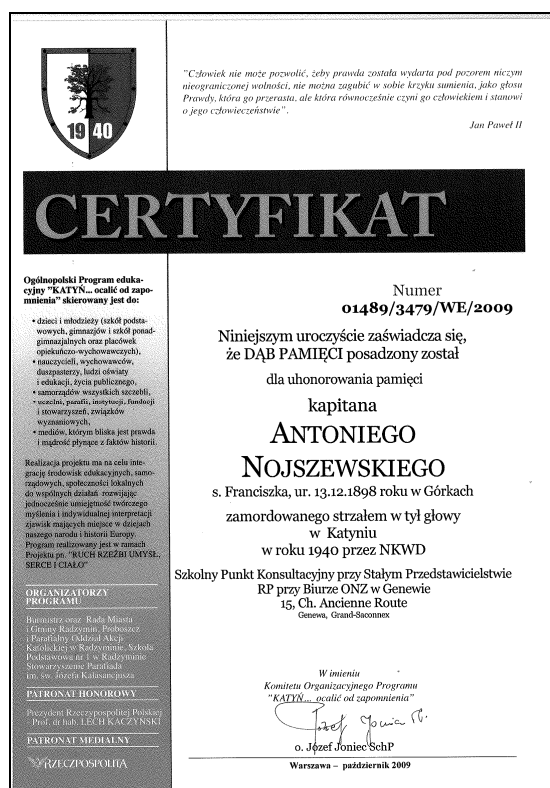 "Człowiek nie może pozwolić, żeby prawda została wydarta pod pozorem niczym
nieograniczonej wolności, nie można zagubić w sobie krzyku sumienia, jako głosu
Prawdy, która go przerasta, ale która równocześnie czyni go człowiekiem i stanowi
o jego człowieczeństwie".
Jan Paweł II
19 40
CERTYFIKAT
Ogólnopolski Program eduka-
cyjny "KATYŃ... ocalić od zapo-
mnienia" skierowany jest do:
• dzieci i młodzieży (szkół podsta-
wowych, gimnazjów i szkół ponad-
gimnazjalnych oraz placówek
opiekuńczo-wychowawczych),
• nauczycieli, wychowawców,
duszpasterzy, ludzi oświaty
i edukacji, życia publicznego,
• samorządów wszystkich szczebli,
• uczelni, parafii, instytucji, fundacji
i stowarzyszeń, związków
wyznaniowych,
• mediów, którym bliska jest prawda
i mądrość płynące z faktów historii.
Realizacja projektu ma na celu inte-
grację środowisk edukacyjnych, samo-
rządowych, społeczności lokalnych
do wspólnych działań rozwijając
jednocześnie umiejętność twórczego
myślenia i indywidualnej interpretacji
zjawisk mających miejsce w dziejach
naszego narodu i historii Europy.
Program realizowany jest w ramach
Projektu pn. "RUCH RZEŹBI UMYSŁ,
SERCE I CIAŁO"
ORGANIZATORZY
PROGRAMU
Burmistrz oraz Rada Miasta
i Gminy Radzymin, Proboszcz
i Parafialny Oddział Akcji
Katolickiej w Radzyminie, Szkoła
Podstawowa nr 1 w Radzyminie
Stowarzyszenie Parafiada
im. św. Józefa Kalasancjusza
PATRONAT HONOROWY
Prezydent Rzeczypospolitej Polskiej
- Prof. dr hab. LECH KACZYŃSKI
PATRONAT MEDIALNY
RZECZPOSPOLITA
Numer
01489/3479/WE/2009
Niniejszym uroczyście zaświadcza się,
że DĄB PAMIĘCI posadzony został
dla uhonorowania pamięci
kapitana
ANTONIEGO
NOJSZEWSKIEGO
s. Franciszka, ur. 13.12.1898 roku w Górkach
zamordowanego strzałem w tył głowy
w Katyniu
w roku 1940 przez NKWD
Szkolny Punkt Konsultacyjny przy Stałym Przedstawicielstwie
RP przy Biurze ONZ w Genewie
15, Ch. Ancienne Route
Genewa, Grand-Saconnex
W imieniu
Komitetu Organizacyjnego Programu
"KATYŃ... ocalić od zapomnienia"
o. Józef Joniec SchP
Warszawa – październik 2009